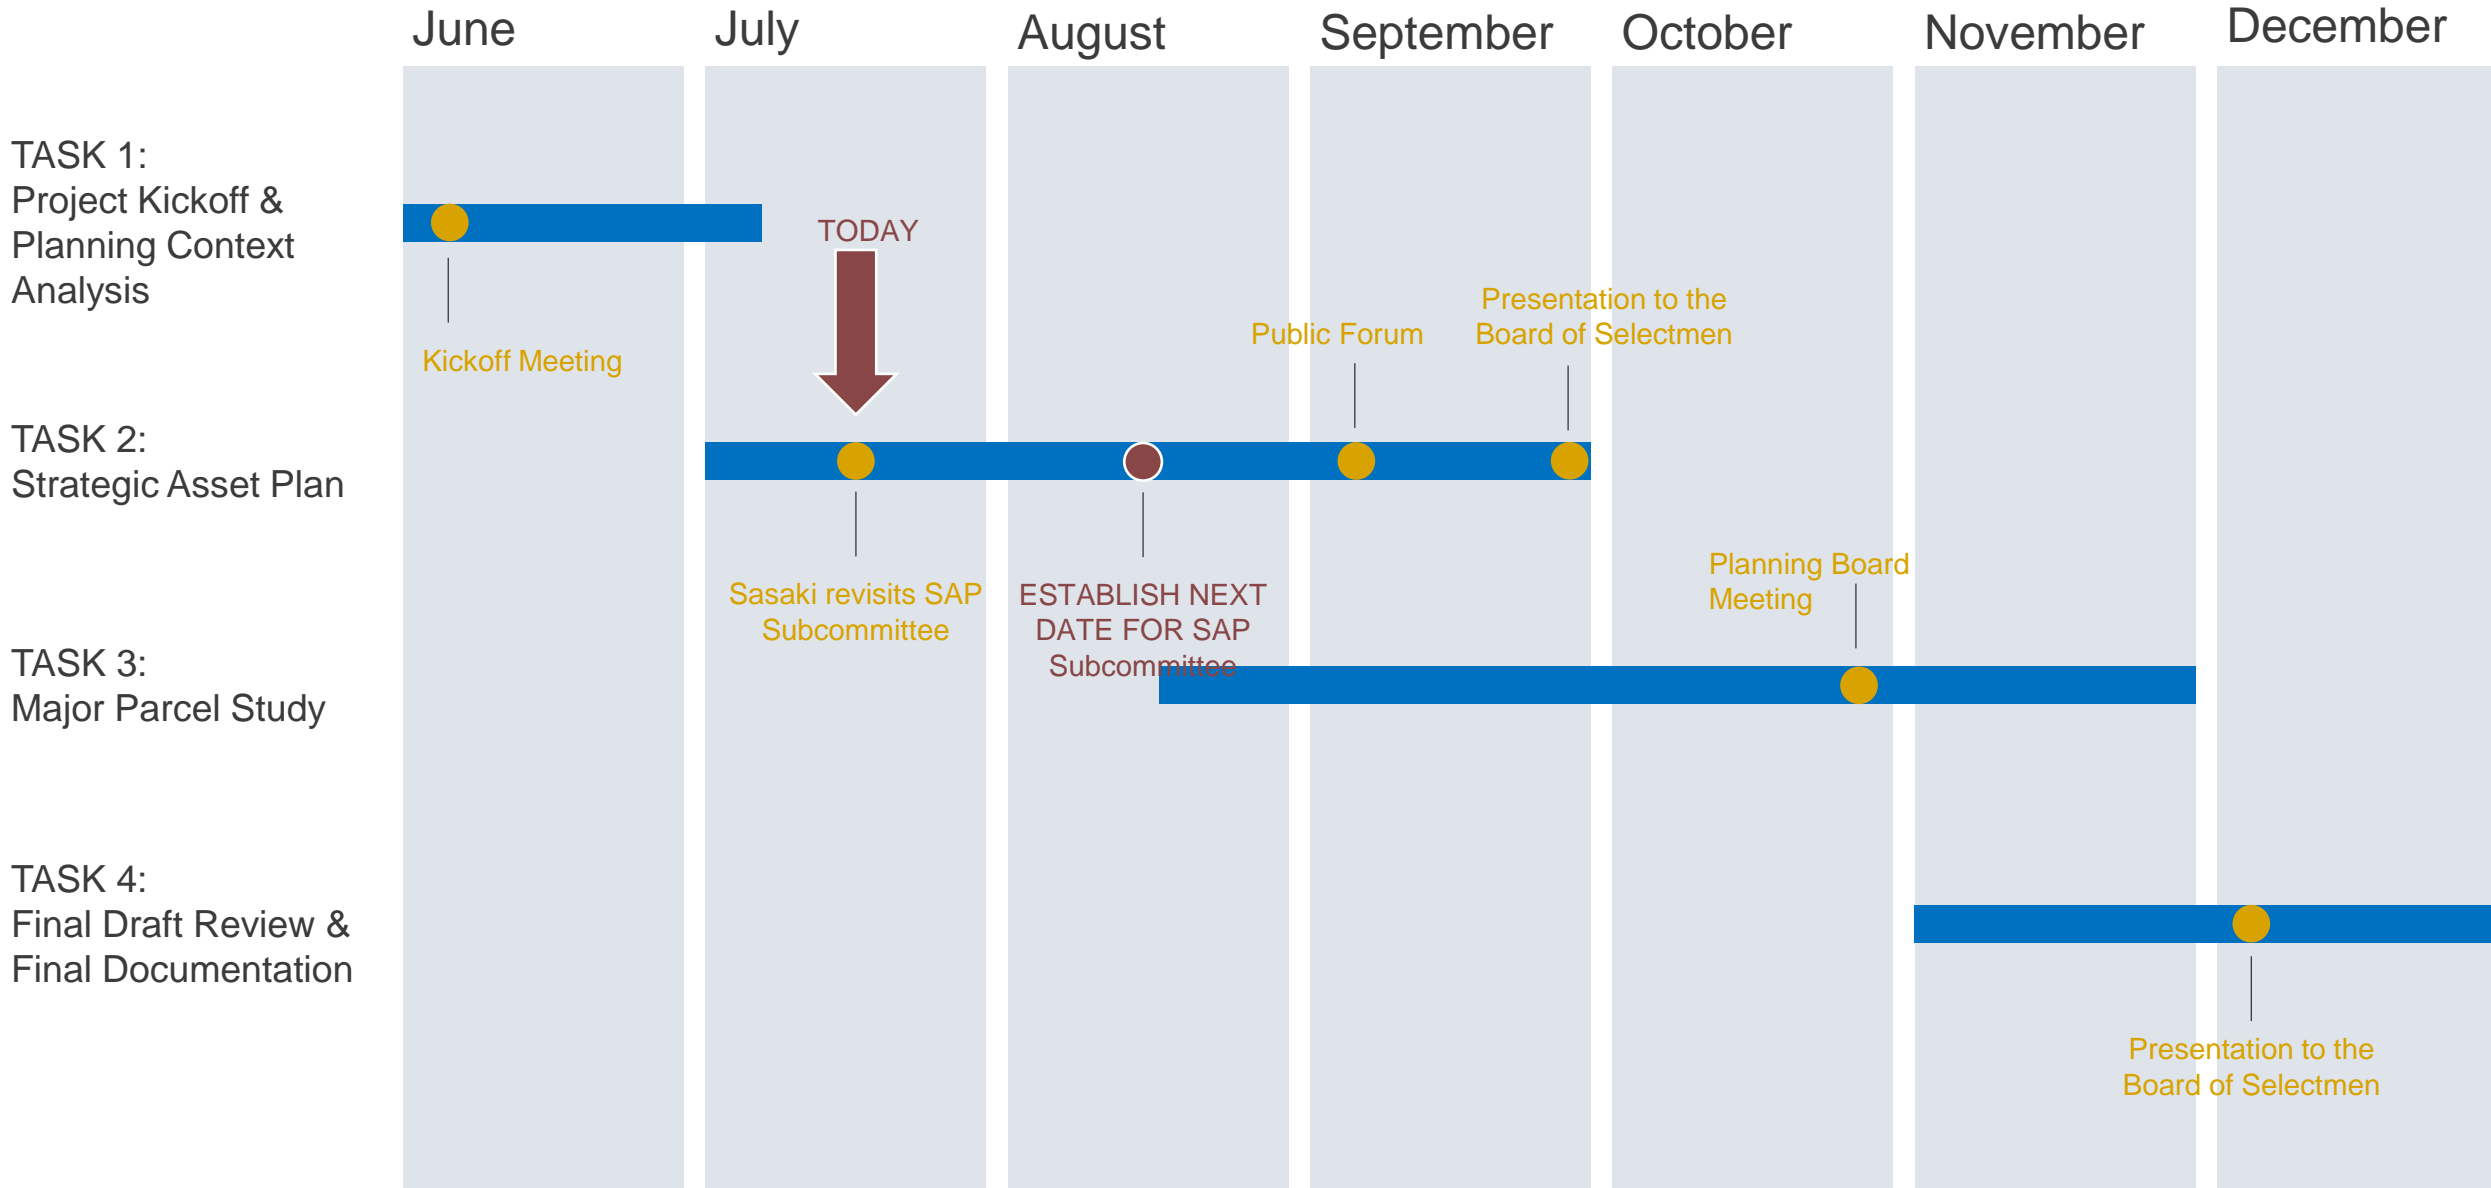 June
July
August
September
October
November
December
TASK 1:
Project Kickoff &
Planning Context
Analysis
TODAY
Kickoff Meeting
Public Forum
Presentation to the
Board of Selectmen
TASK 2:
Strategic Asset Plan
Sasaki revisits SAP
Subcommittee
ESTABLISH NEXT
DATE FOR SAP
Subcommittee
Planning Board
Meeting
TASK 3:
Major Parcel Study
TASK 4:
Final Draft Review &
Final Documentation
Presentation to the
Board of Selectmen